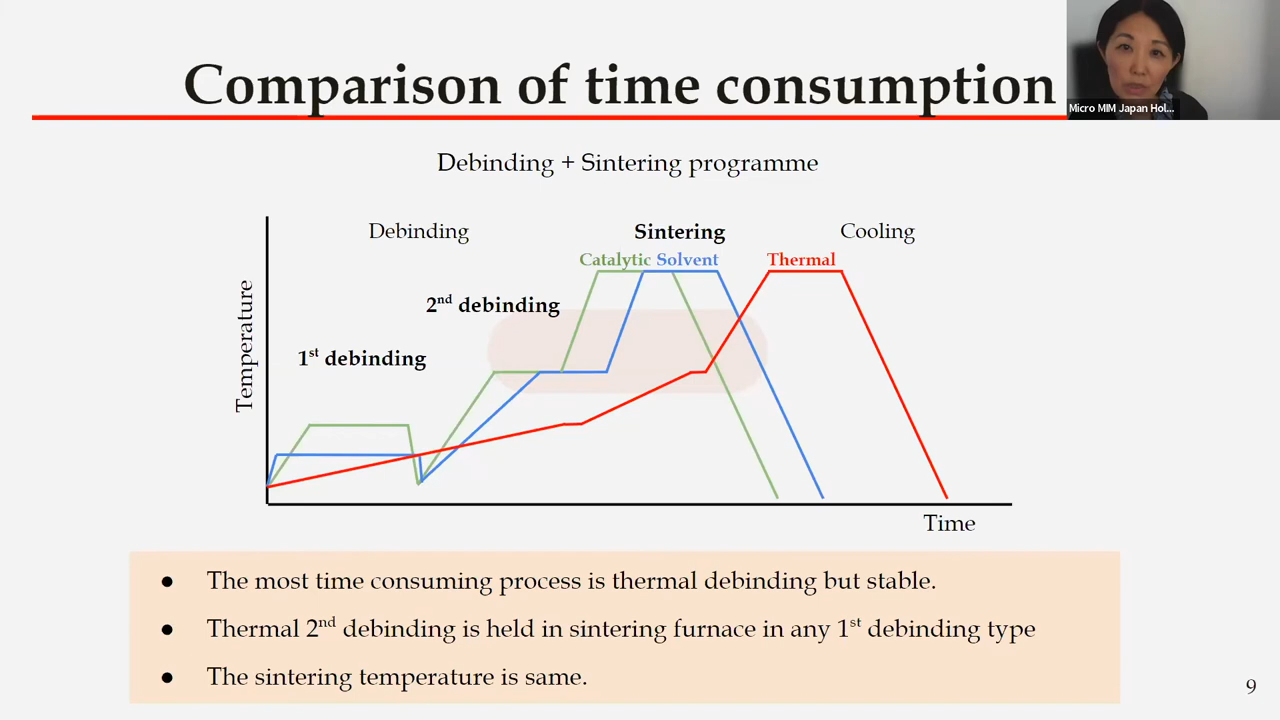 Comparison of time consumption
Micro MIM Japan Hol...
Debinding + Sintering programme
Debinding
Sintering
Cooling
Catalytic
Solvent
Thermal
2nd debinding
1st debinding
Temperature
Time
● The most time consuming process is thermal debinding but stable.
● Thermal 2nd debinding is held in sintering furnace in any 1st debinding type
● The sintering temperature is same.
9